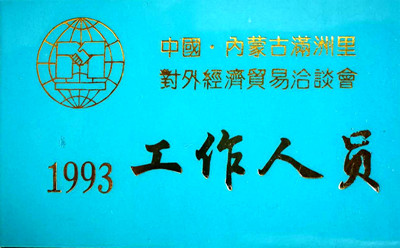 中國·內蒙古滿洲里
對外經濟貿易洽談會
1993 工作人员